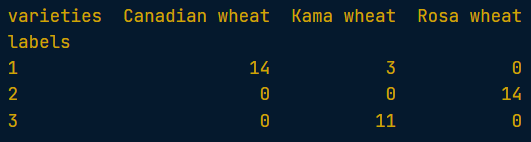 varieties  Canadian wheat  Kama wheat  Rosa wheat
labels
1                      14           3           0
2                       0           0          14
3                       0          11           0